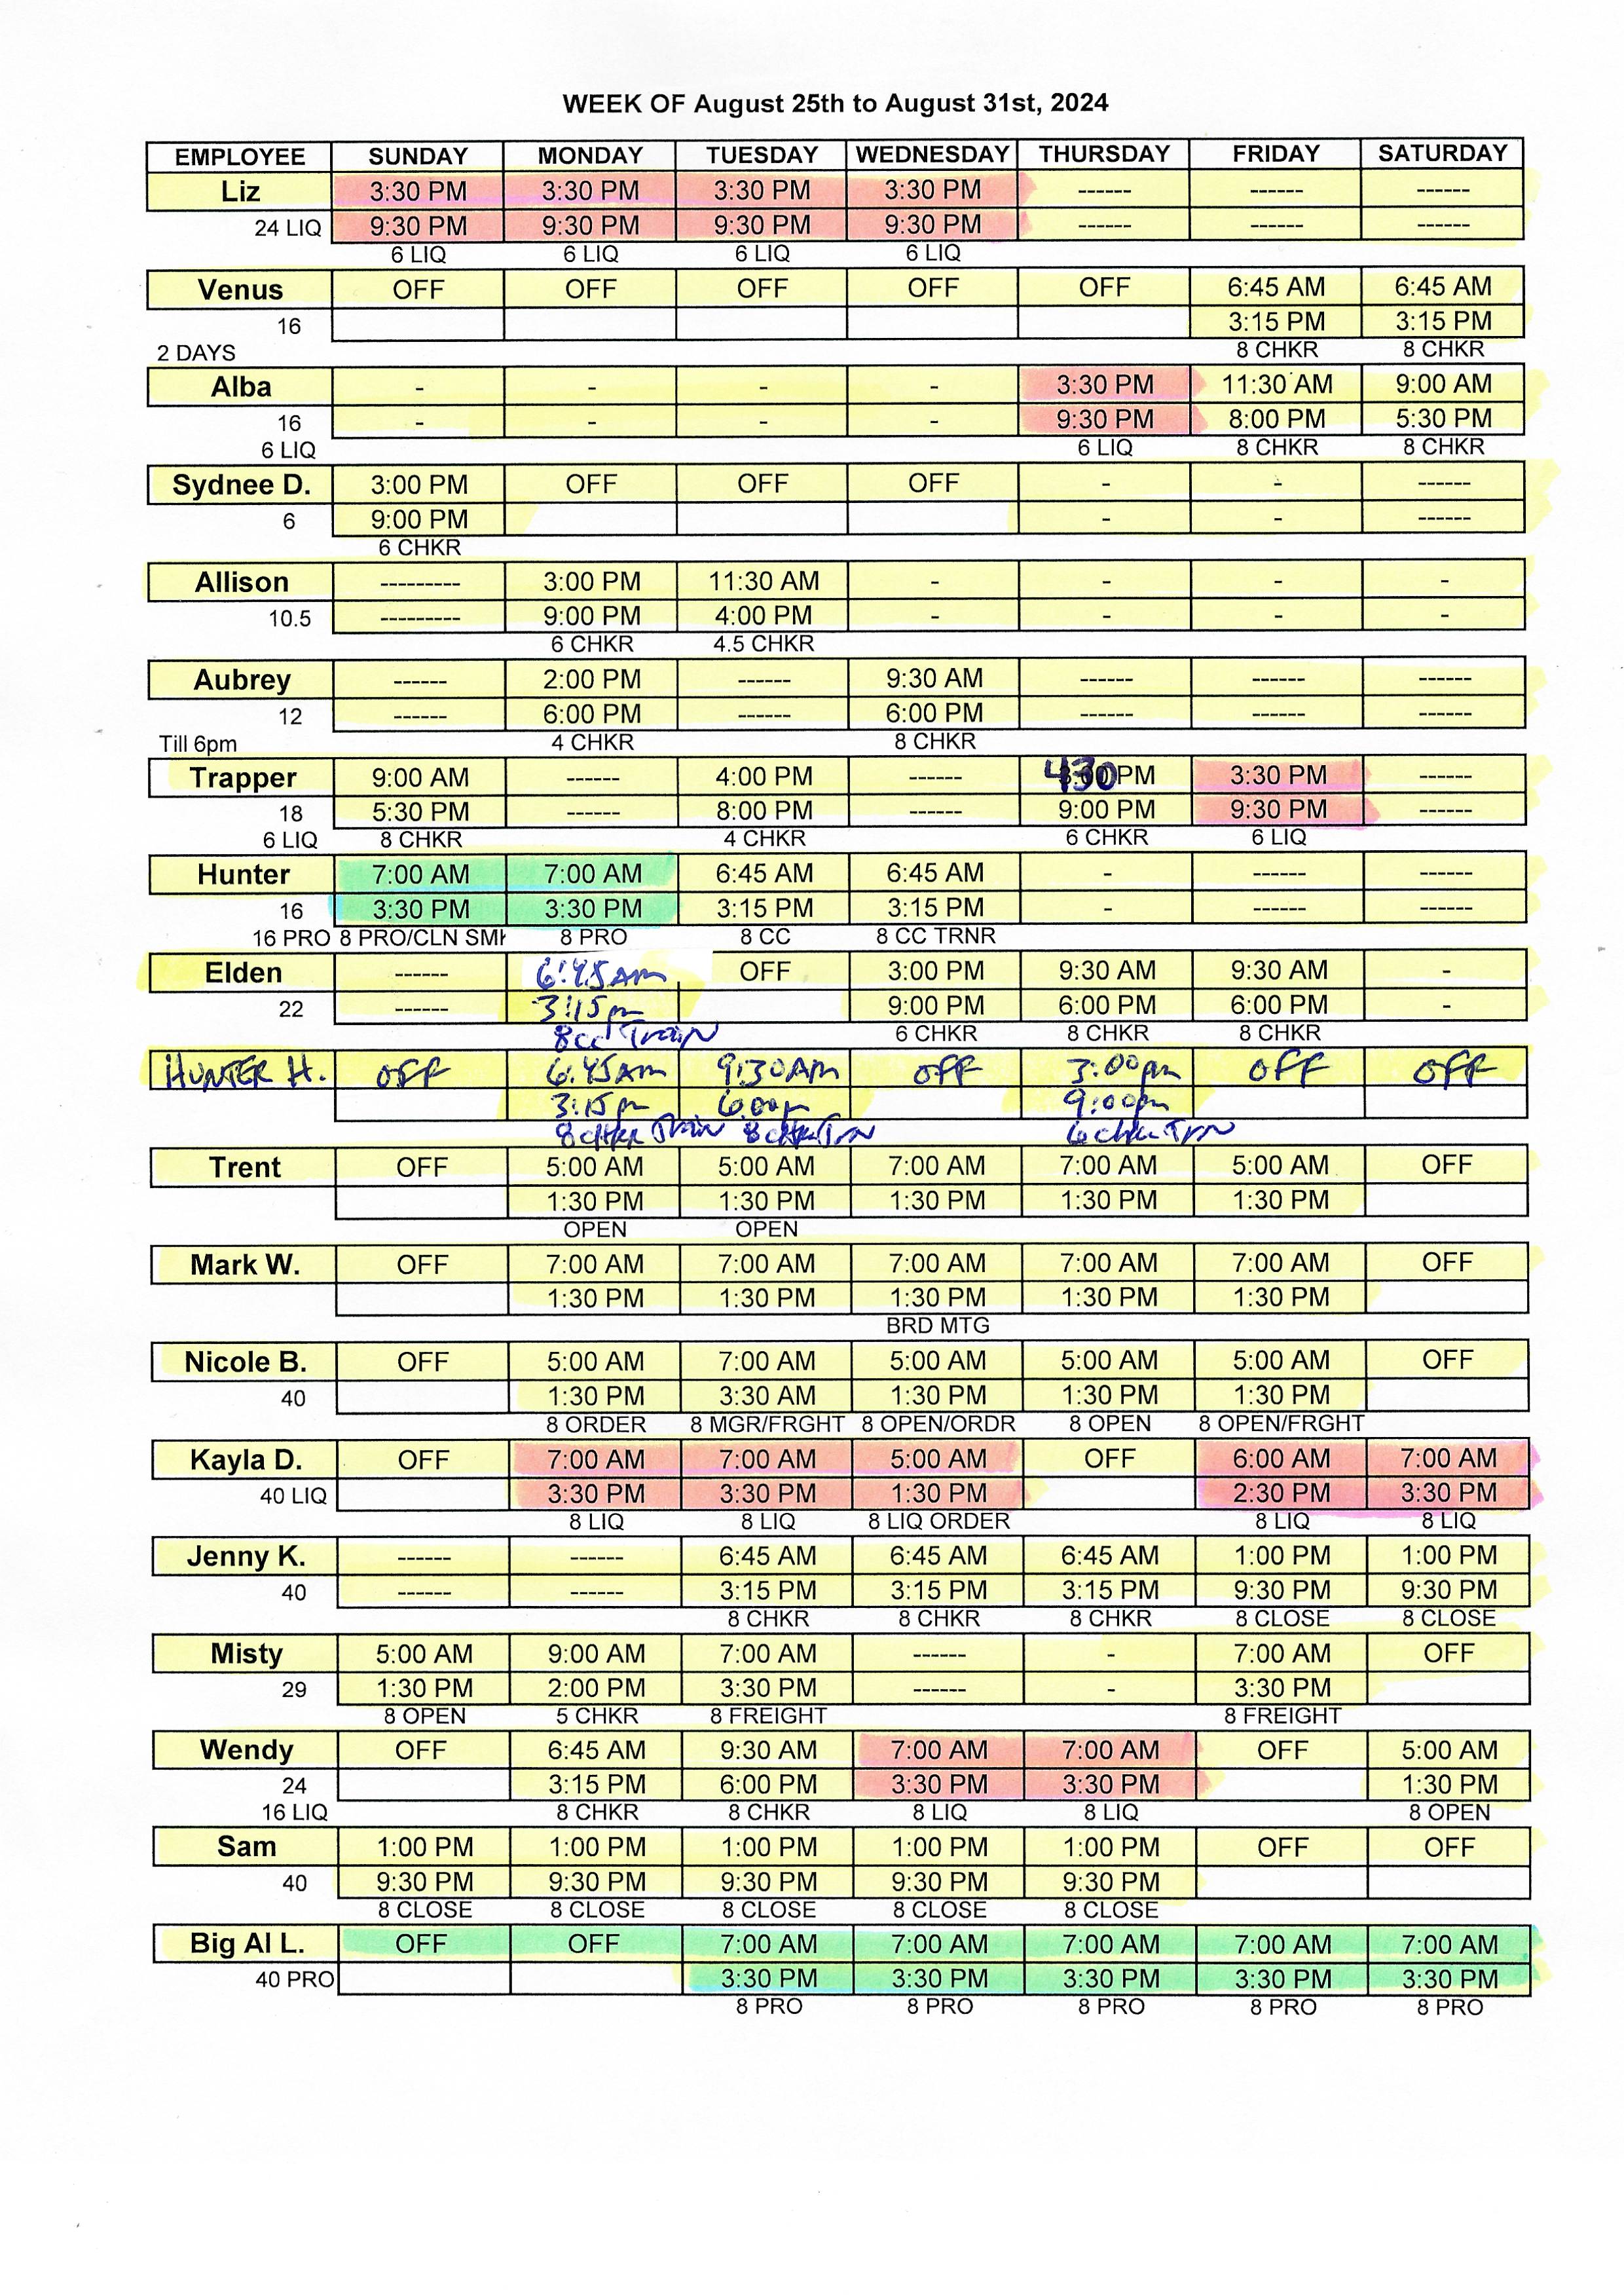 WEEK OF August 25th to August 31st, 2024
EMPLOYEE SUNDAY MONDAY TUESDAY WEDNESDAY THURSDAY FRIDAY SATURDAY
Liz 3:30 PM 3:30 PM 3:30 PM 3:30 PM ------ ------ ------
24 LIQ 9:30 PM 9:30 PM 9:30 PM 9:30 PM ------ ------ ------
6 LIQ 6 LIQ 6 LIQ 6 LIQ
Venus OFF OFF OFF OFF OFF 6:45 AM 6:45 AM
16 3:15 PM 3:15 PM
2 DAYS 8 CHKR 8 CHKR
Alba - - - - 3:30 PM 11:30 AM 9:00 AM
16 - - - - 9:30 PM 8:00 PM 5:30 PM
6 LIQ 6 LIQ 8 CHKR 8 CHKR
Sydnee D. 3:00 PM OFF OFF OFF - - ------
6 9:00 PM - - ------
6 CHKR
Allison --------- 3:00 PM 11:30 AM - - - -
10.5 --------- 9:00 PM 4:00 PM - - - -
6 CHKR 4.5 CHKR
Aubrey ------ 2:00 PM ------ 9:30 AM ------ ------ ------
12 ------ 6:00 PM ------ 6:00 PM ------ ------ ------
Till 6pm 4 CHKR 8 CHKR
Trapper 9:00 AM ------ 4:00 PM ------ 430 PM 3:30 PM ------
18 5:30 PM ------ 8:00 PM ------ 9:00 PM 9:30 PM ------
6 LIQ 8 CHKR 4 CHKR 6 CHKR 6 LIQ
Hunter 7:00 AM 7:00 AM 6:45 AM 6:45 AM - ------ ------
16 3:30 PM 3:30 PM 3:15 PM 3:15 PM - ------ ------
16 PRO 8 PRO/CLN 8 PRO 8 CC 8 CC TRNR
Elden ------ 6:45am OFF 3:00 PM 9:30 AM 9:30 AM -
22 ------ 3:15pm 9:00 PM 6:00 PM 6:00 PM -
8cc Train 6 CHKR 8 CHKR 8 CHKR
HUNTER H. OFF 6:45am 9:30Am OFF 3:00pm OFF OFF
3:15pm 6:00pm 9:00pm
8 chkr Train 8 chkr Trn 6 chkr Trn
Trent OFF 5:00 AM 5:00 AM 7:00 AM 7:00 AM 5:00 AM OFF
1:30 PM 1:30 PM 1:30 PM 1:30 PM 1:30 PM
OPEN OPEN
Mark W. OFF 7:00 AM 7:00 AM 7:00 AM 7:00 AM 7:00 AM OFF
1:30 PM 1:30 PM 1:30 PM 1:30 PM 1:30 PM
BRD MTG
Nicole B. OFF 5:00 AM 7:00 AM 5:00 AM 5:00 AM 5:00 AM OFF
40 1:30 PM 3:30 AM 1:30 PM 1:30 PM 1:30 PM
8 ORDER 8 MGR/FRGHT 8 OPEN/ORDR 8 OPEN 8 OPEN/FRGHT
Kayla D. OFF 7:00 AM 7:00 AM 5:00 AM OFF 6:00 AM 7:00 AM
40 LIQ 3:30 PM 3:30 PM 1:30 PM 2:30 PM 3:30 PM
8 LIQ 8 LIQ 8 LIQ ORDER 8 LIQ 8 LIQ
Jenny K. ------ ------ 6:45 AM 6:45 AM 6:45 AM 1:00 PM 1:00 PM
40 ------ ------ 3:15 PM 3:15 PM 3:15 PM 9:30 PM 9:30 PM
8 CHKR 8 CHKR 8 CHKR 8 CLOSE 8 CLOSE
Misty 5:00 AM 9:00 AM 7:00 AM ------ - 7:00 AM OFF
29 1:30 PM 2:00 PM 3:30 PM ------ - 3:30 PM
8 OPEN 5 CHKR 8 FREIGHT 8 FREIGHT
Wendy OFF 6:45 AM 9:30 AM 7:00 AM 7:00 AM OFF 5:00 AM
24 3:15 PM 6:00 PM 3:30 PM 3:30 PM 1:30 PM
16 LIQ 8 CHKR 8 CHKR 8 LIQ 8 LIQ 8 OPEN
Sam 1:00 PM 1:00 PM 1:00 PM 1:00 PM 1:00 PM OFF OFF
40 9:30 PM 9:30 PM 9:30 PM 9:30 PM 9:30 PM
8 CLOSE 8 CLOSE 8 CLOSE 8 CLOSE 8 CLOSE
Big Al L. OFF OFF 7:00 AM 7:00 AM 7:00 AM 7:00 AM 7:00 AM
40 PRO 3:30 PM 3:30 PM 3:30 PM 3:30 PM 3:30 PM
8 PRO 8 PRO 8 PRO 8 PRO 8 PRO